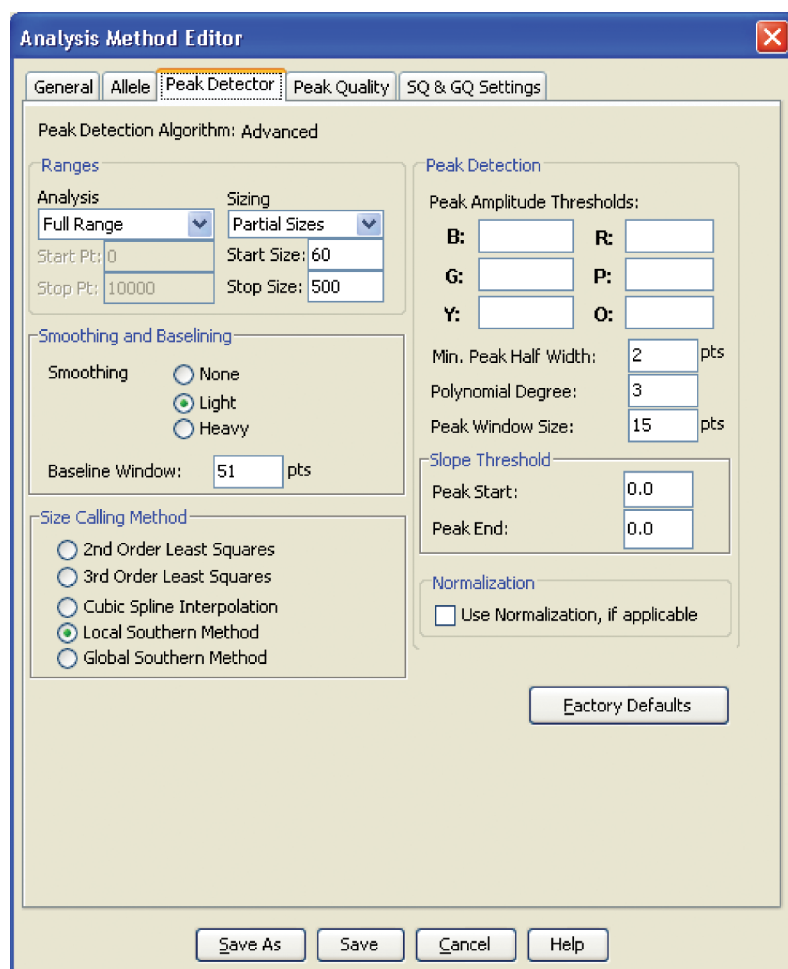 Analysis Method Editor
General Allele Peak Detector Peak Quality SQ & GQ Settings
Peak Detection Algorithm: Advanced
Ranges
Analysis Sizing
Full Range Partial Sizes
Start Pt: 0 Start Size: 60
Stop Pt: 10000 Stop Size: 500
Smoothing and Baselining
Smoothing None
Light
Heavy
Baseline Window: 51 pts
Size Calling Method
2nd Order Least Squares
3rd Order Least Squares
Cubic Spline Interpolation
Local Southern Method
Global Southern Method
Peak Detection
Peak Amplitude Thresholds:
B: R:
G: P:
Y: O:
Min. Peak Half Width: 2 pts
Polynomial Degree: 3
Peak Window Size: 15 pts
Slope Threshold
Peak Start: 0.0
Peak End: 0.0
Normalization
Use Normalization, if applicable
Factory Defaults
Save As Save Cancel Help